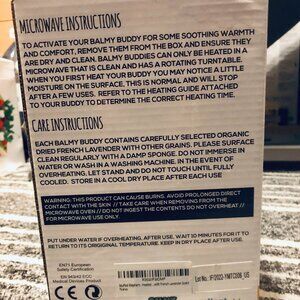 MICROWAVE INSTRUCTIONS
TO ACTIVATE YOUR BALMY BUDDY FOR SOME WARMTH
AND COMFORT, REMOVE THEM FROM THE BOX AND ENSURE THEY
ARE DRY AND CLEAN. BALMY BUDDIES CAN ONLY BE HEATED IN A
MICROWAVE THAT IS CLEAN AND HAS A ROTATING TURNTABLE.
WHEN YOU FIRST HEAT YOUR BUDDY YOU MAY NOTICE A LITTLE
MOISTURE ON THE SURFACE. THIS IS NORMAL AND WILL STOP
AFTER A FEW USES. REFER TO THE HEATING GUIDE ATTACHED
TO YOUR BUDDY TO DETERMINE THE CORRECT HEATING TIME.
CARE INSTRUCTIONS
EACH BALMY BUDDY CONTAINS CAREFULLY SELECTED ORGANIC
DRIED FRENCH LAVENDER WITH OTHER GRAINS. PLEASE SURFACE
CLEAN REGULARLY WITH A DAMP SPONGE. DO NOT IMMERSE IN
WATER OR WASH IN A WASHING MACHINE. IN THE EVENT OF
OVERHEATING, LET STAND AND DO NOT TOUCH UNTIL FULLY
COOLED. STORE IN A COOL DRY PLACE AFTER EACH USE
WARNING: THIS PRODUCT CAN CAUSE BURNS. AVOID PROLONGED DIRECT
CONTACT WITH THE SKIN // TAKE CARE WHEN REMOVING FROM THE
MICROWAVE OVEN // DO NOT INGEST THE CONTENTS DO NOT OVERHEAT
THE PRODUCT
PUT UNDER WATER IF OVERHEATED. WAIT 10 MINUTES FOR IT TO
RETURN TO ITS ORIGINAL TEMPERATURE. KEEP IN DRY PLACE AFTER USE.
EN71 European
Safety Certification
EN 93/42 ECC
Medical Devices Product